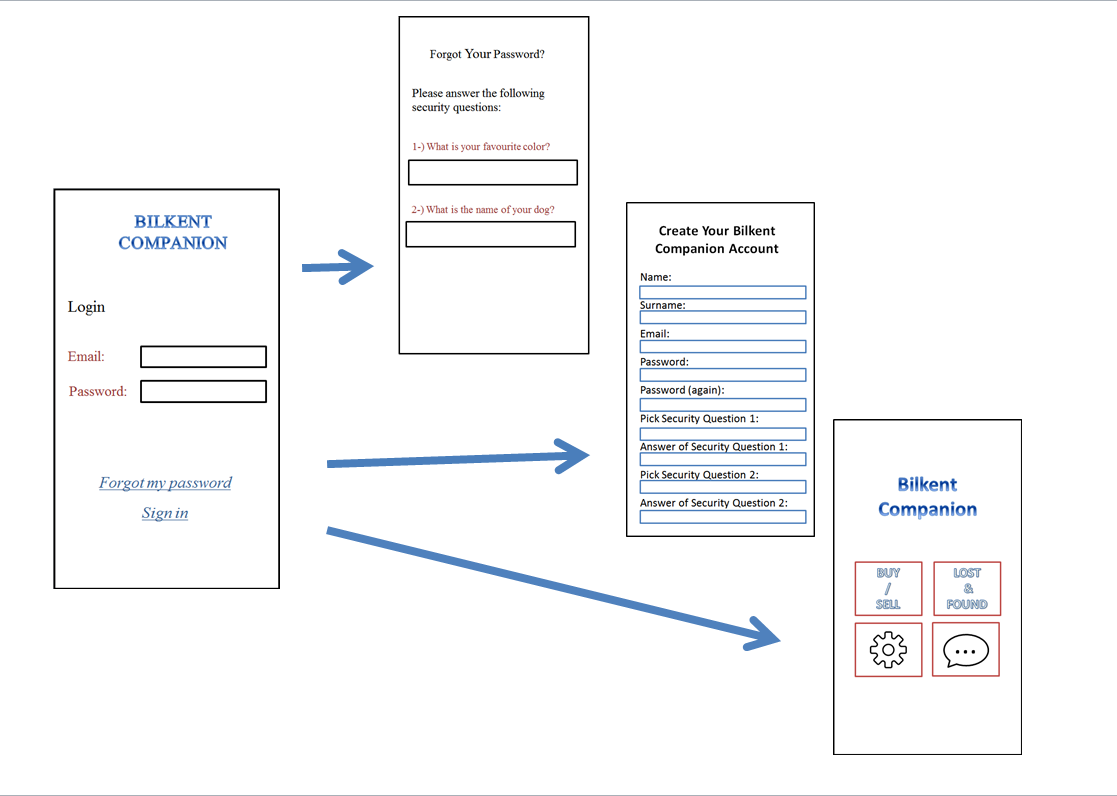 BILKENT
COMPANION
Login
Email:
Password:
Forgot my password
Sign in
Forgot Your Password?
Please answer the following
security questions:
1-) What is your favourite color?
2-) What is the name of your dog?
Create Your Bilkent
Companion Account
Name:
Surname:
Email:
Password:
Password (again):
Pick Security Question 1:
Answer of Security Question 1:
Pick Security Question 2:
Answer of Security Question 2:
Bilkent
Companion
BUY
/
SELL
LOST
&
FOUND